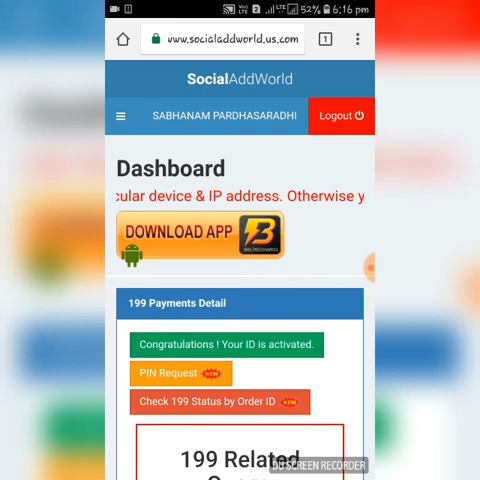 52% 6:16 pm
www.socialaddworld.us.com
1
SocialAddWorld
SABHANAM PARDHASARADHI
Logout
Dashboard
cular device & IP address. Otherwise y
DOWNLOAD APP
199 Payments Detail
Congratulations ! Your ID is activated.
PIN Request NEW
Check 199 Status by Order ID NEW
199 Related
DU SCREEN RECORDER